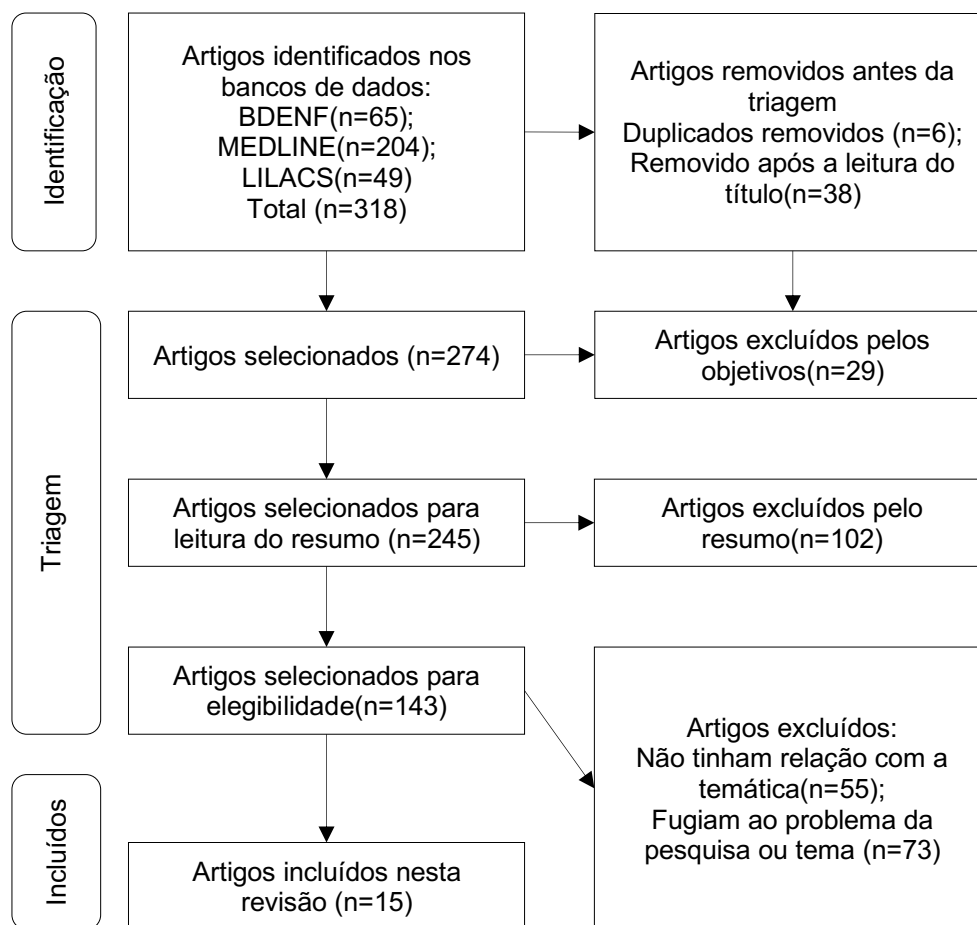 Identificação
Artigos identificados nos
bancos de dados:
BDENF(n=65);
MEDLINE(n=204);
LILACS(n=49)
Total (n=318)
Artigos removidos antes da
triagem
Duplicados removidos (n=6);
Removido após a leitura do
título(n=38)
Triagem
Artigos selecionados (n=274)
Artigos excluídos pelos
objetivos(n=29)
Artigos selecionados para
leitura do resumo (n=245)
Artigos excluídos pelo
resumo(n=102)
Artigos selecionados para
elegibilidade(n=143)
Artigos excluídos:
Não tinham relação com a
temática(n=55);
Fugiam ao problema da
pesquisa ou tema (n=73)
Incluídos
Artigos incluídos nesta
revisão (n=15)